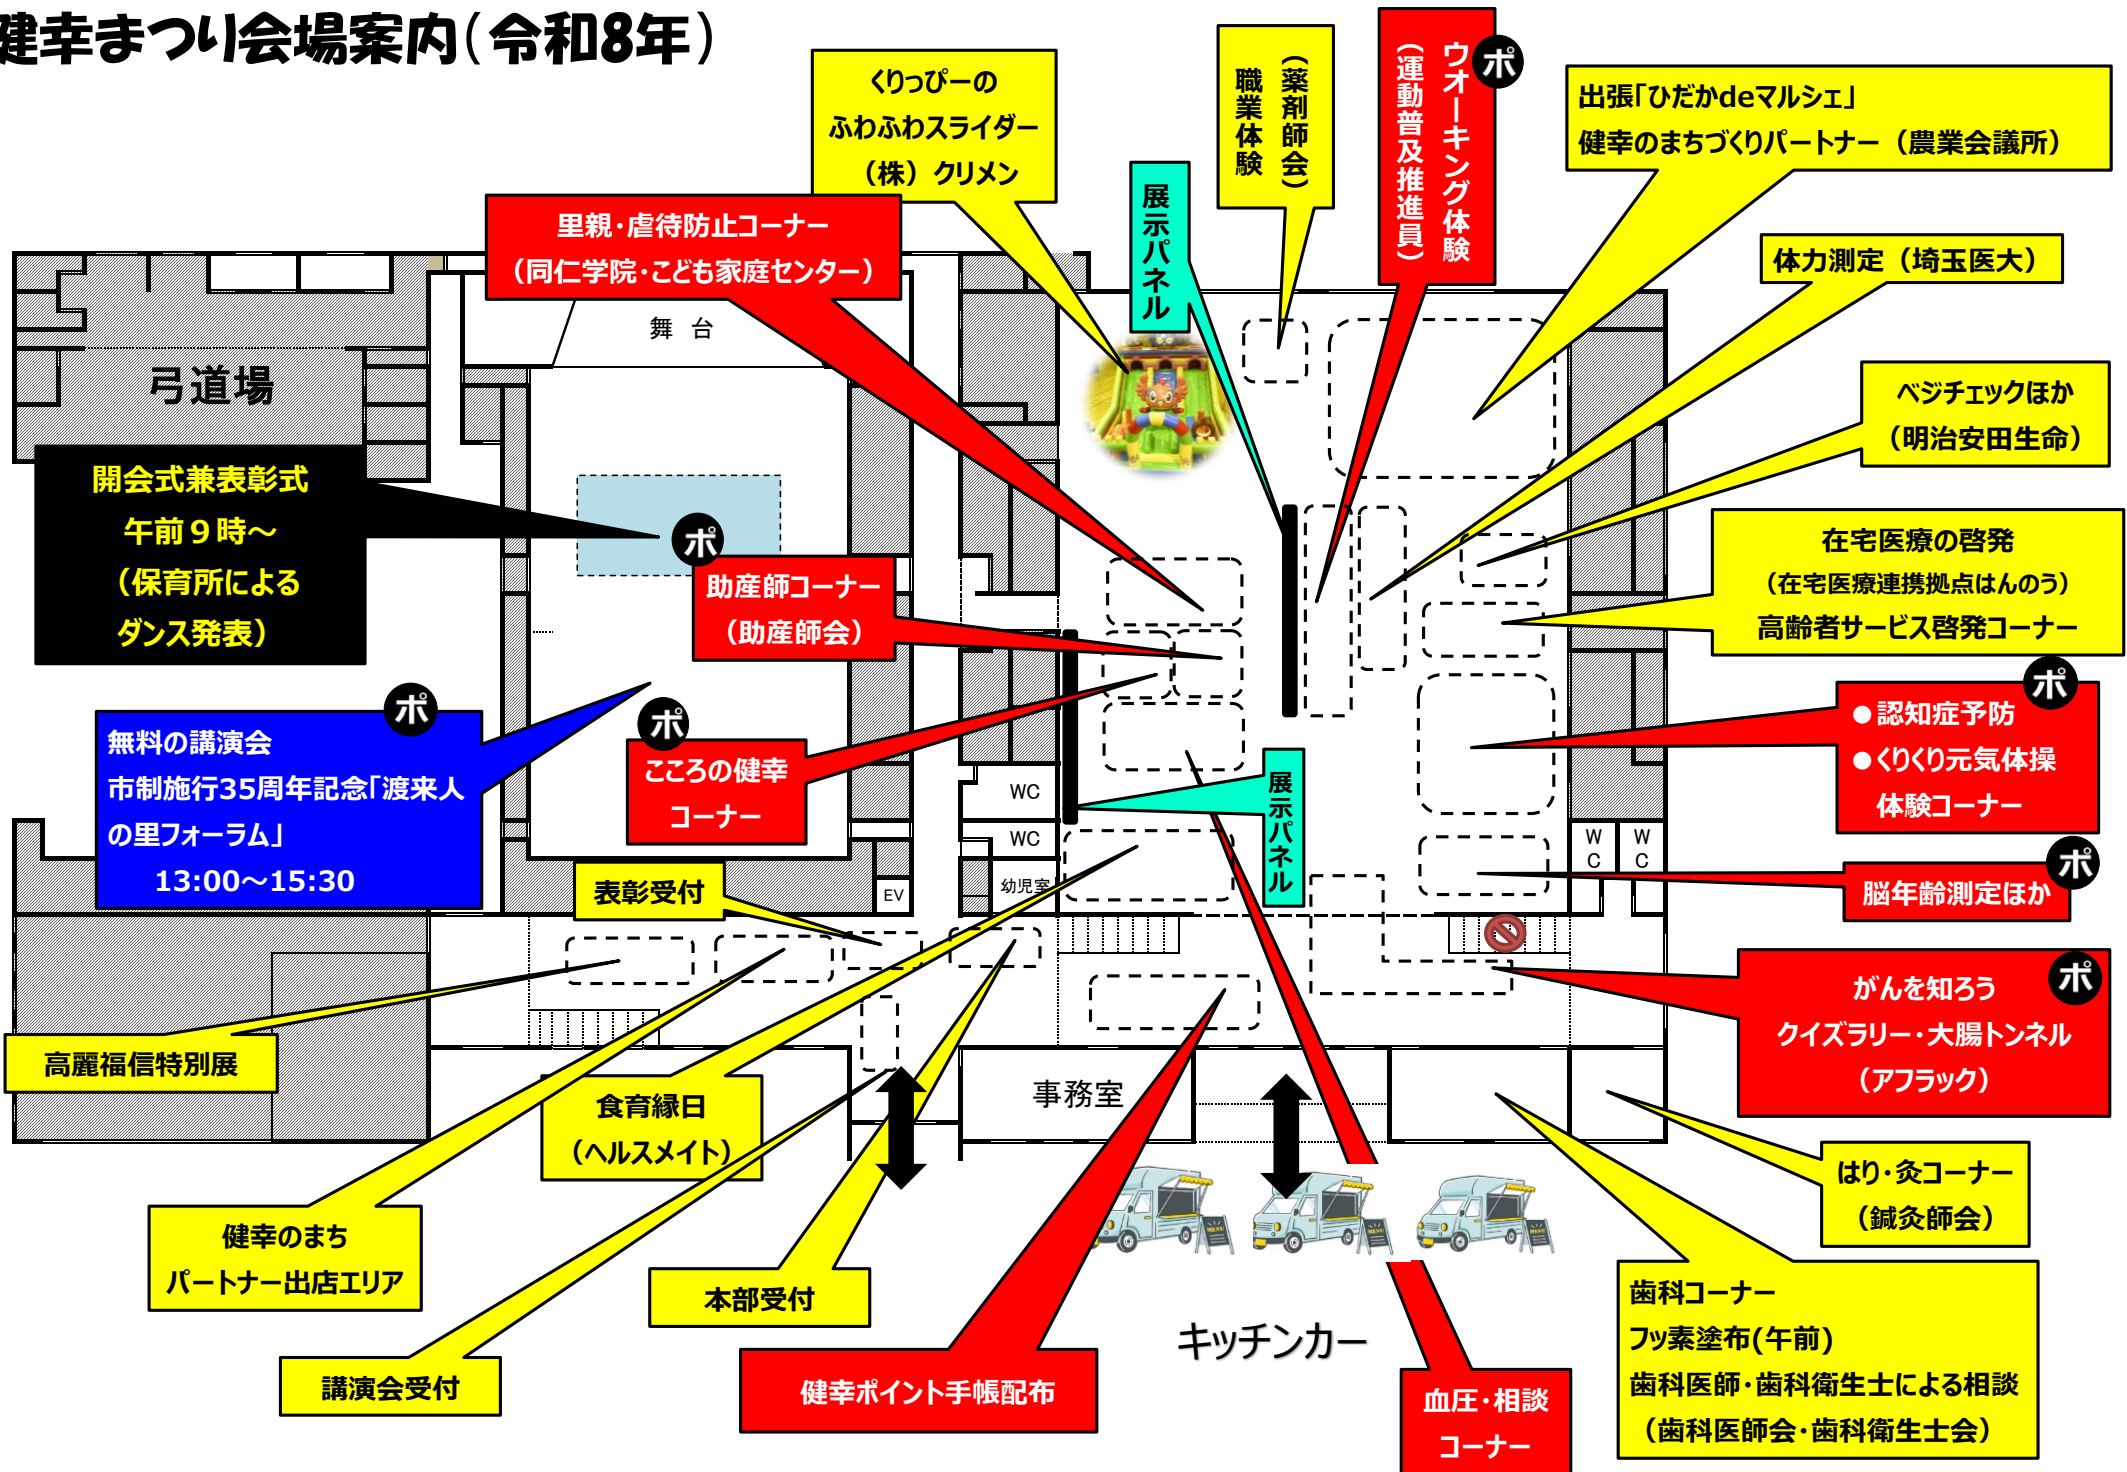 健幸まつり会場案内(令和8年)
くりっぴーの
ふわふわスライダー
(株)クリメン
職業体験
(薬剤師会)
ウオーキング体験
(運動普及推進員)
ポ
出張「ひだかdeマルシェ」
健幸のまちづくりパートナー(農業会議所)
展示パネル
里親・虐待防止コーナー
(同仁学院・こども家庭センター)
体力測定(埼玉医大)
舞 台
弓道場
ベジチェックほか
(明治安田生命)
開会式兼表彰式
午前9時~
(保育所による
ダンス発表)
ポ
助産師コーナー
(助産師会)
在宅医療の啓発
(在宅医療連携拠点はんのう)
高齢者サービス啓発コーナー
ポ
無料の講演会
市制施行35周年記念「渡来人
の里フォーラム」
13:00~15:30
ポ
こころの健幸
コーナー
ポ
●認知症予防
●くりくり元気体操
体験コーナー
展示パネル
WC
WC
幼児室
EV
WC
WC
ポ
脳年齢測定ほか
表彰受付
ポ
がんを知ろう
クイズラリー・大腸トンネル
(アフラック)
高麗福信特別展
食育縁日
(ヘルスメイト)
事務室
はり・灸コーナー
(鍼灸師会)
健幸のまち
パートナー出店エリア
本部受付
講演会受付
健幸ポイント手帳配布
MENU
MENU
MENU
キッチンカー
血圧・相談
コーナー
歯科コーナー
フッ素塗布(午前)
歯科医師・歯科衛生士による相談
(歯科医師会・歯科衛生士会)